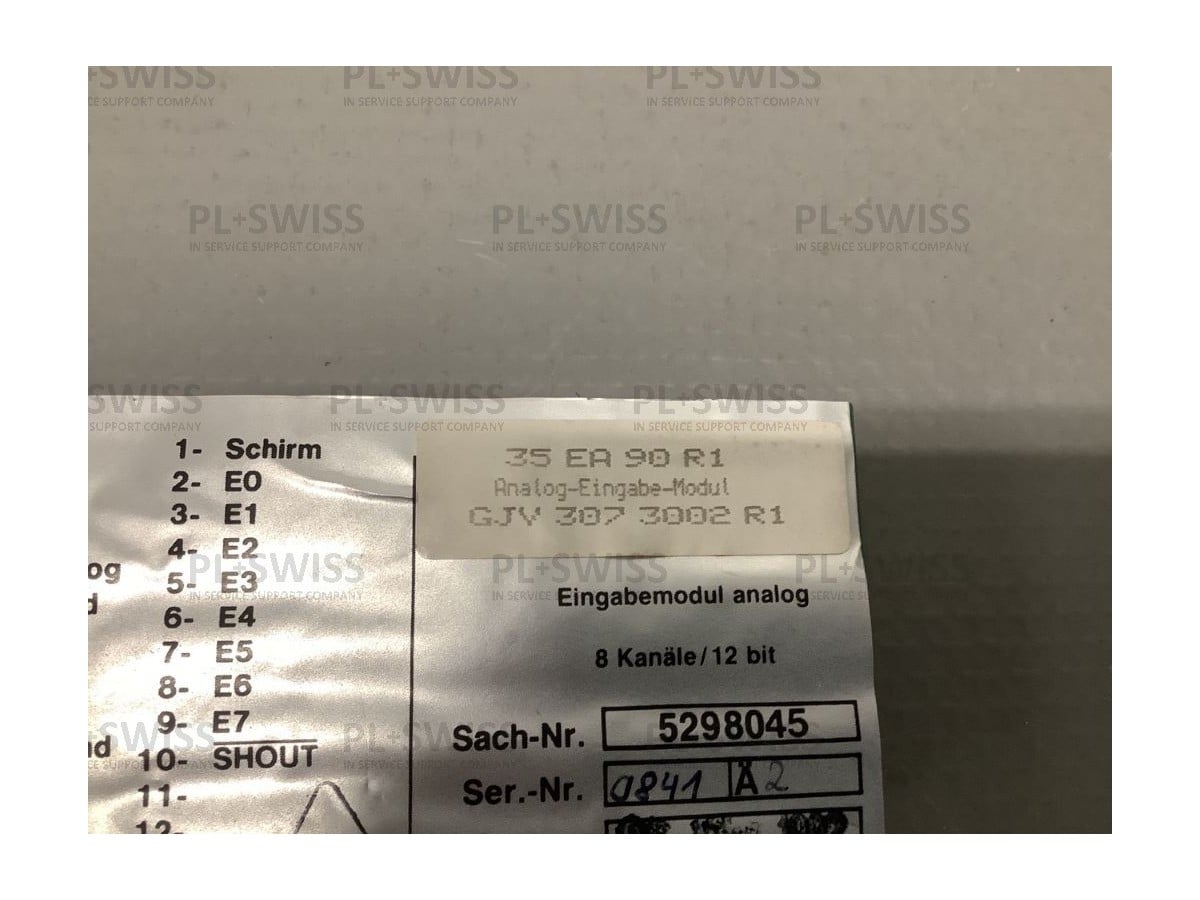 PL+SWISS
IN SERVICE SUPPORT COMPANY
1- Schirm
2- E0
3- E1
4- E2
5- E3
6- E4
7- E5
8- E6
9- E7
10- SHOUT
11-
12-
35 EA 90 R1
Analog-Eingabe-Modul
GJV 307 3002 R1
Eingabemodul analog
8 Kanäle/12 bit
Sach-Nr. 5298045
Ser.-Nr. 0841 Ä 2